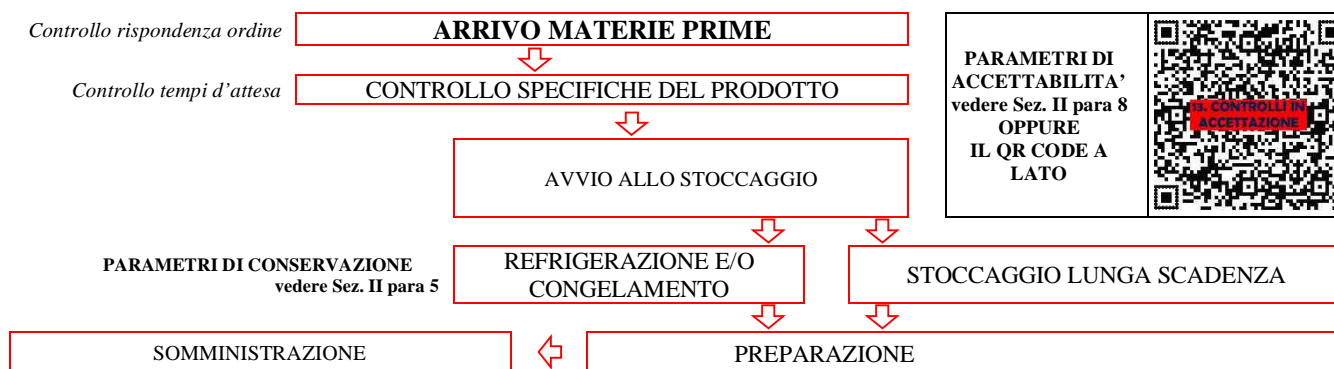 Controllo rispondenza ordine
ARRIVO MATERIE PRIME
Controllo tempi d'attesa
CONTROLLO SPECIFICHE DEL PRODOTTO
PARAMETRI DI
ACCETTABILITA'
vedere Sez. II para 8
OPPURE
IL QR CODE A
LATO
13. CONTROLLI IN
ACCETTAZIONE
AVVIO ALLO STOCCAGGIO
PARAMETRI DI CONSERVAZIONE
vedere Sez. II para 5
REFRIGERAZIONE E/O
CONGELAMENTO
STOCCAGGIO LUNGA SCADENZA
SOMMINISTRAZIONE
PREPARAZIONE